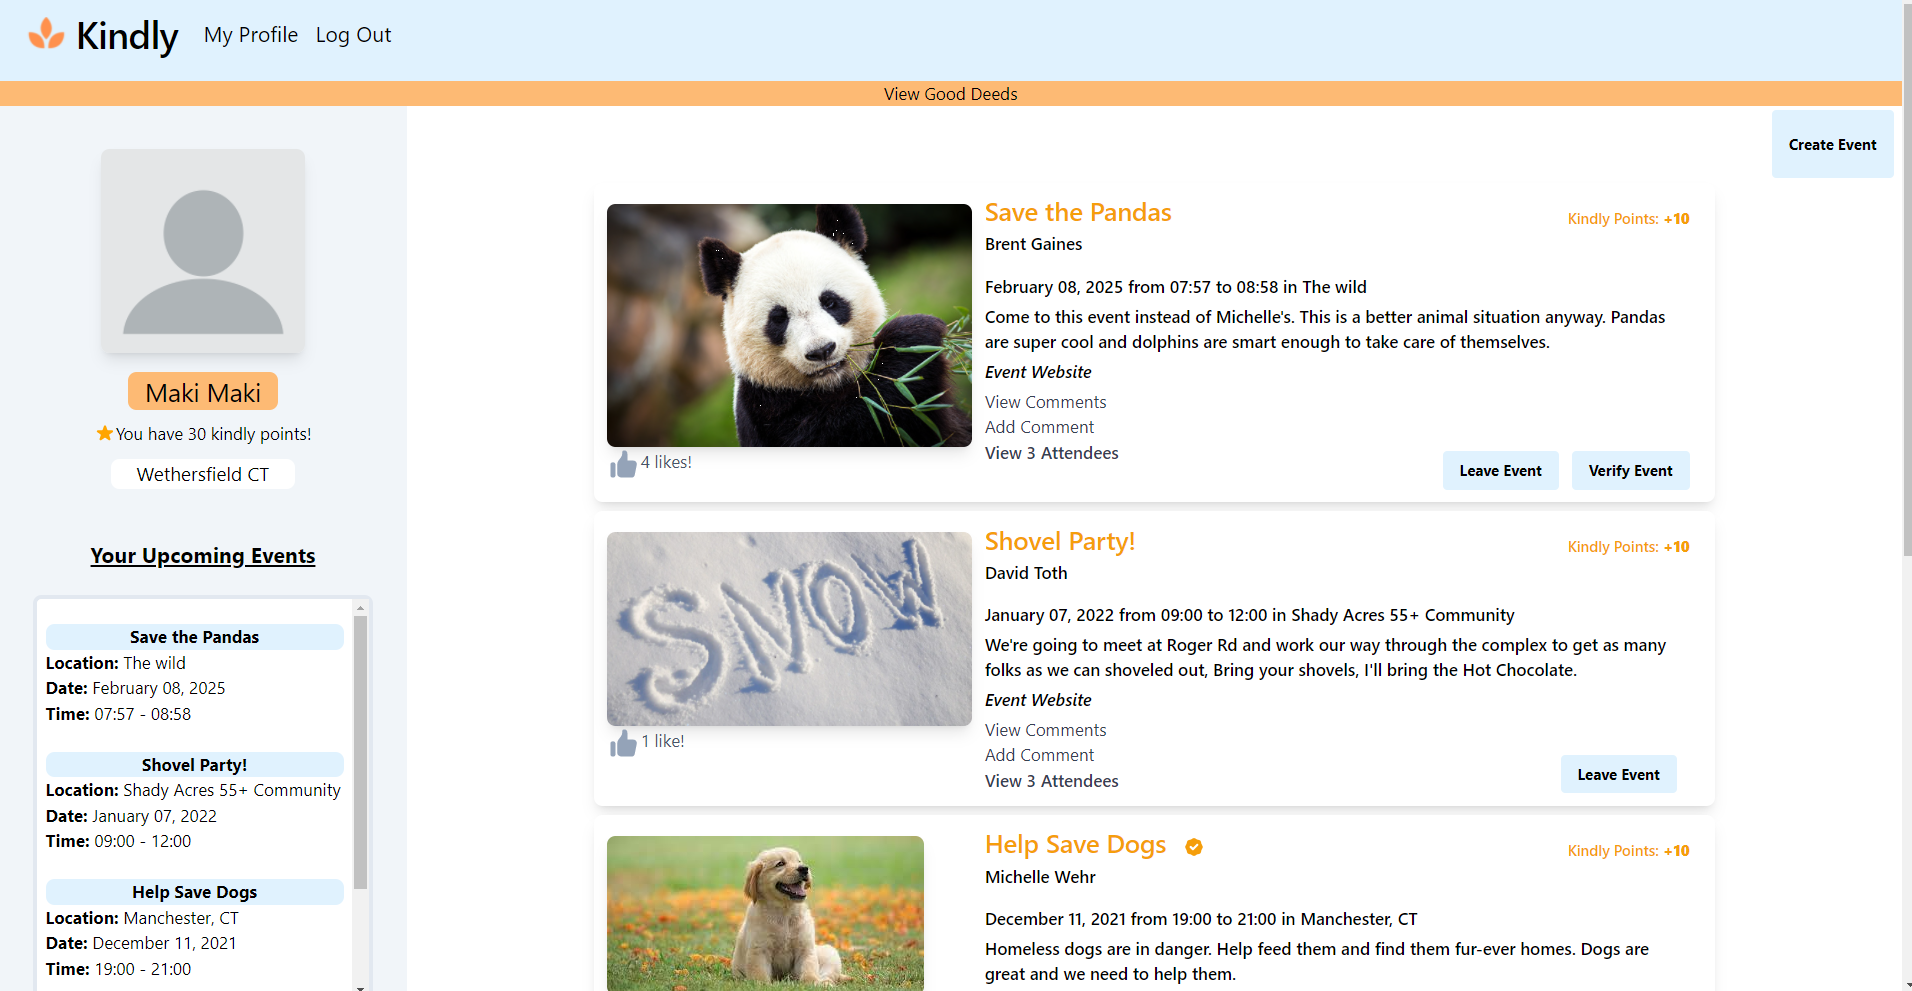 Kindly
My Profile
Log Out
View Good Deeds
Create Event
Maki Maki
You have 30 kindly points!
Wethersfield CT
Your Upcoming Events
Save the Pandas
Location: The wild
Date: February 08, 2025
Time: 07:57 - 08:58
Shovel Party!
Location: Shady Acres 55+ Community
Date: January 07, 2022
Time: 09:00 - 12:00
Help Save Dogs
Location: Manchester, CT
Date: December 11, 2021
Time: 19:00 - 21:00
Save the Pandas
Kindly Points: +10
Brent Gaines
February 08, 2025 from 07:57 to 08:58 in The wild
Come to this event instead of Michelle's. This is a better animal situation anyway. Pandas
are super cool and dolphins are smart enough to take care of themselves.
Event Website
View Comments
Add Comment
View 3 Attendees
4 likes!
Leave Event
Verify Event
Shovel Party!
Kindly Points: +10
David Toth
January 07, 2022 from 09:00 to 12:00 in Shady Acres 55+ Community
We're going to meet at Roger Rd and work our way through the complex to get as many
folks as we can shoveled out, Bring your shovels, I'll bring the Hot Chocolate.
Event Website
View Comments
Add Comment
View 3 Attendees
SNOW
1 like!
Leave Event
Help Save Dogs
Kindly Points: +10
Michelle Wehr
December 11, 2021 from 19:00 to 21:00 in Manchester, CT
Homeless dogs are in danger. Help feed them and find them fur-ever homes. Dogs are
great and we need to help them.